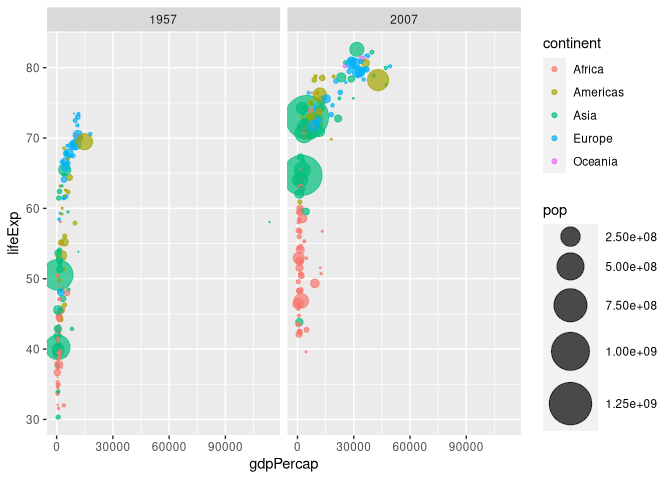 1957
2007
lifeExp
80
70
60
50
40
30
0
30000
60000
90000
0
30000
60000
90000
gdpPercap
continent
Africa
Americas
Asia
Europe
Oceania
pop
2.50e+08
5.00e+08
7.50e+08
1.00e+09
1.25e+09